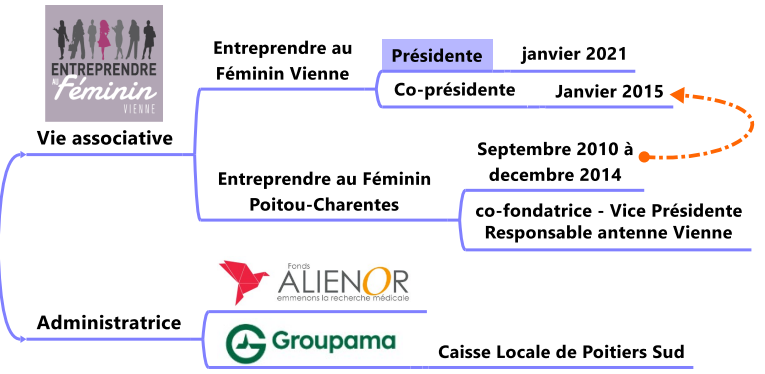 ENTREPRENDRE
AU
Féminin
VIENNE
Vie associative
Entreprendre au
Féminin Vienne
Présidente
janvier 2021
Co-présidente
Janvier 2015
Entreprendre au Féminin
Poitou-Charentes
Septembre 2010 à
decembre 2014
co-fondatrice - Vice Présidente
Responsable antenne Vienne
Administratrice
Fonds
ALIENOR
emmenons la recherche médicale
Groupama
Caisse Locale de Poitiers Sud